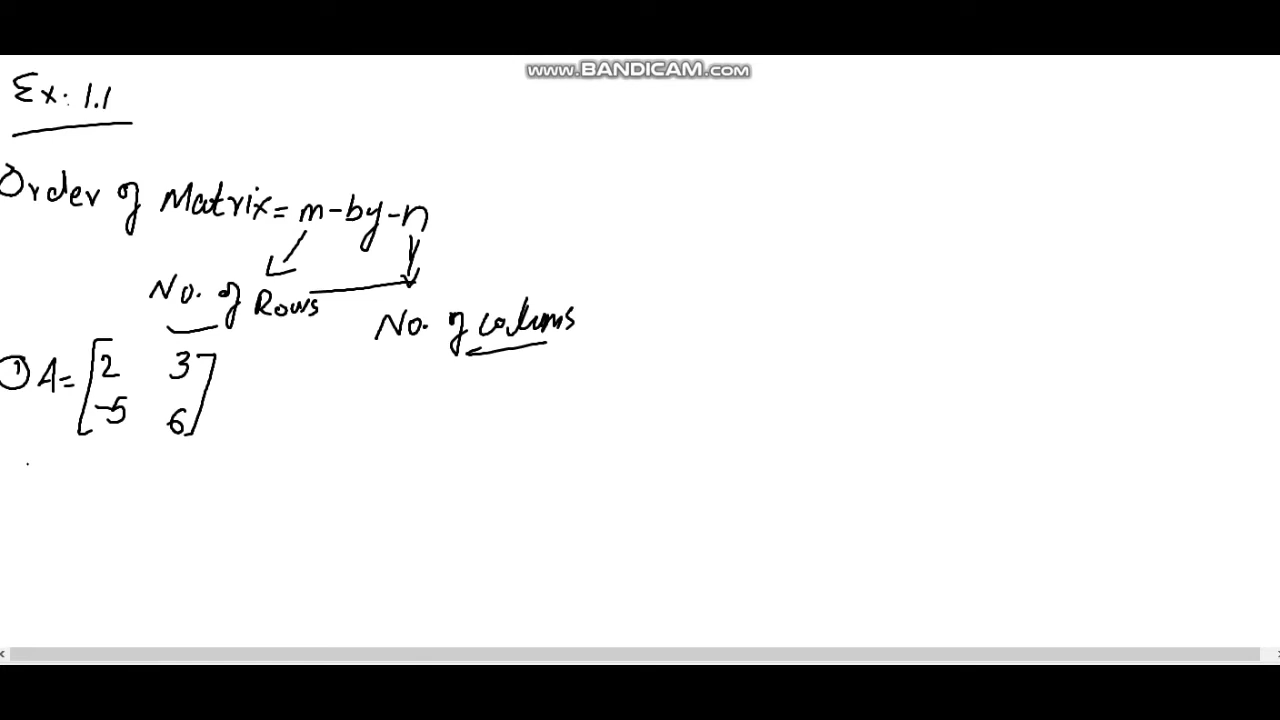 www.BANDICAM.com
Ex. 1.1
Order of Matrix = m-by-n
No. of Rows
No. of colums
① A = [2 3
-5 6]